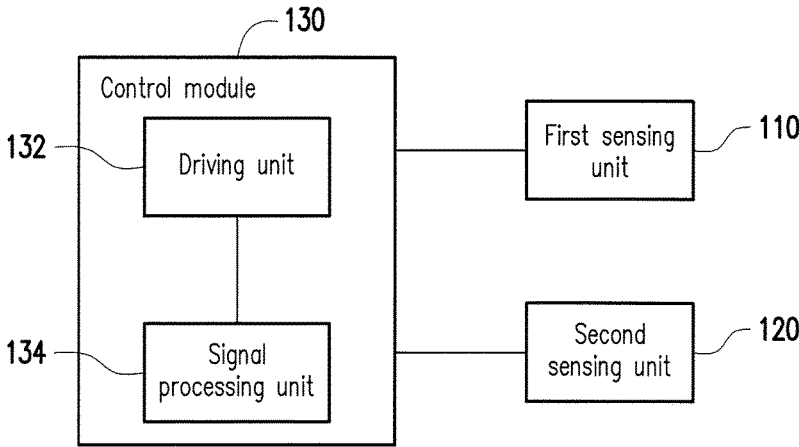 130
Control module
132
Driving unit
First sensing
unit
110
134
Signal
processing unit
Second
sensing unit
120